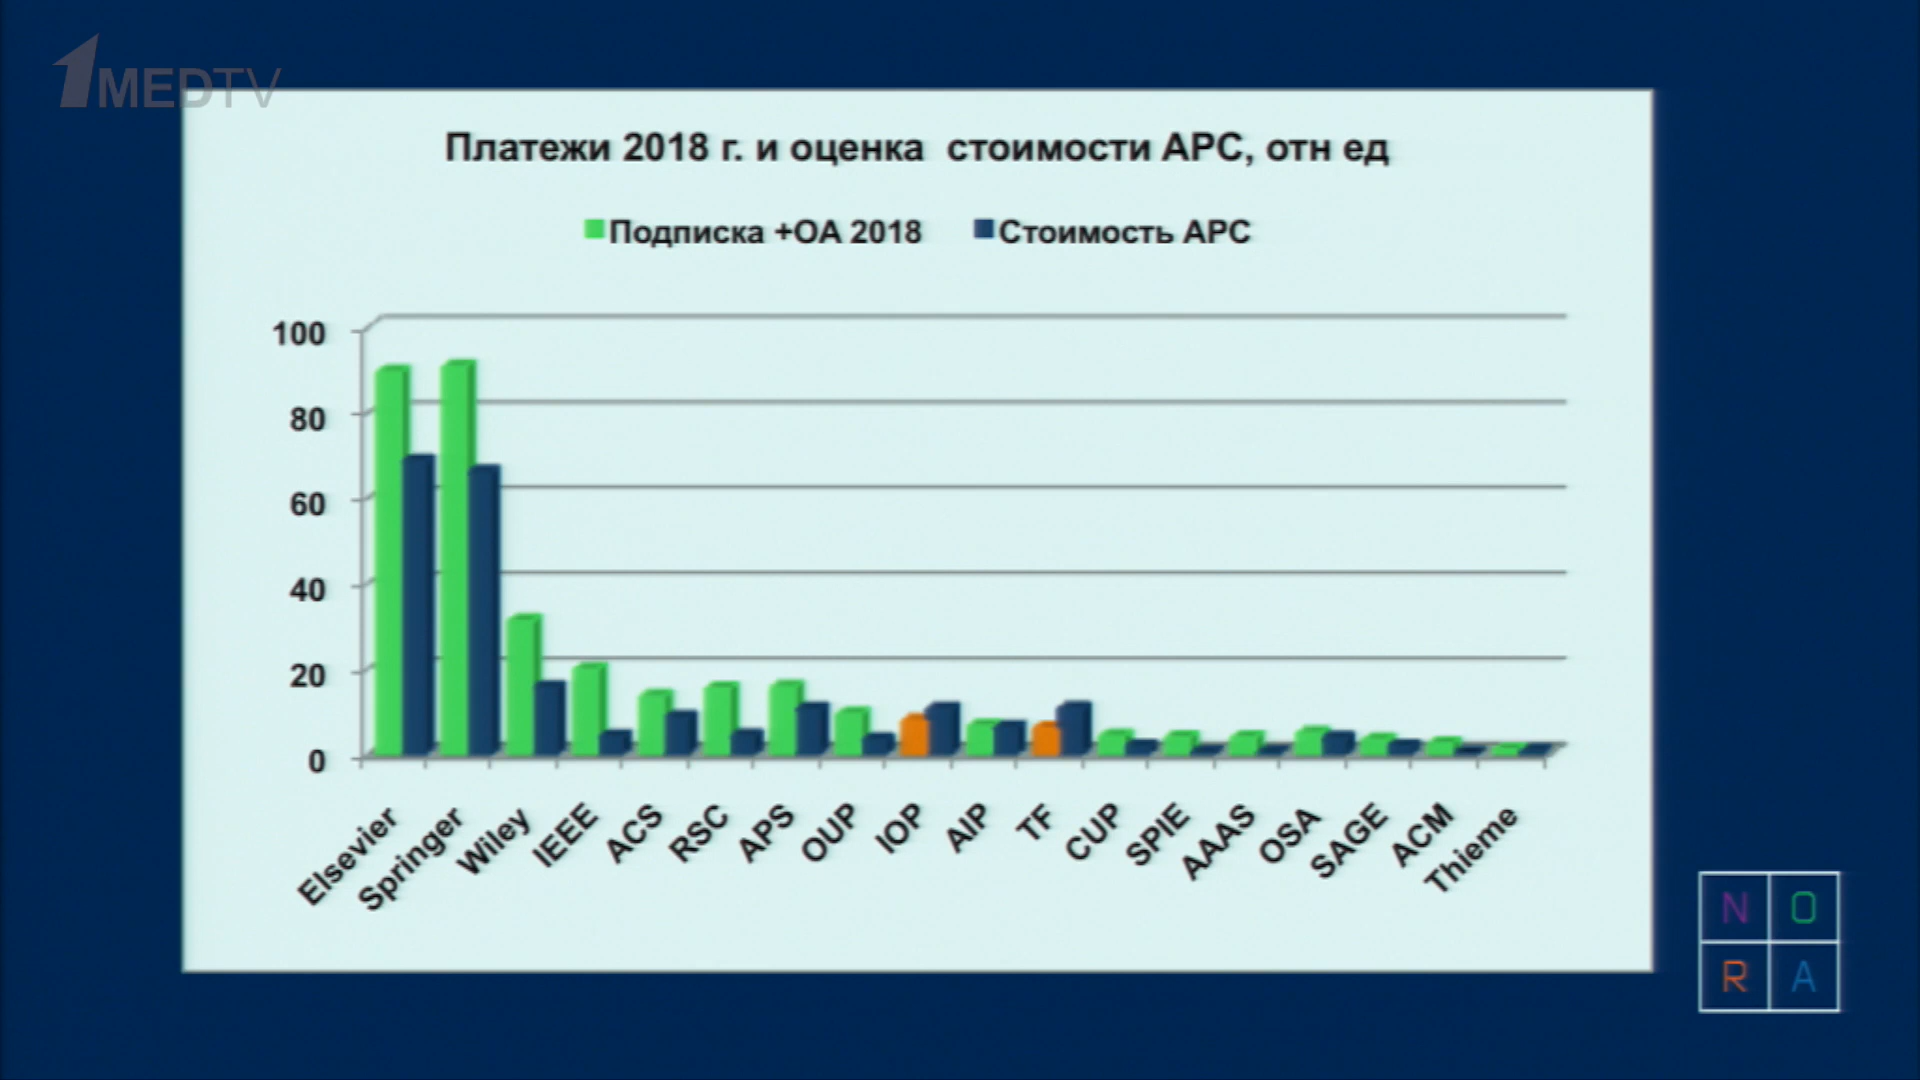 1MEDTV
Платежи 2018 г. и оценка стоимости APC, отн ед
Подписка +OA 2018
Стоимость APC
100
80
60
40
20
0
Elsevier
Springer
Wiley
IEEE
ACS
RSC
APS
OUP
IOP
AIP
TF
CUP
SPIE
AAAS
OSA
SAGE
ACM
Thieme
N O
R A